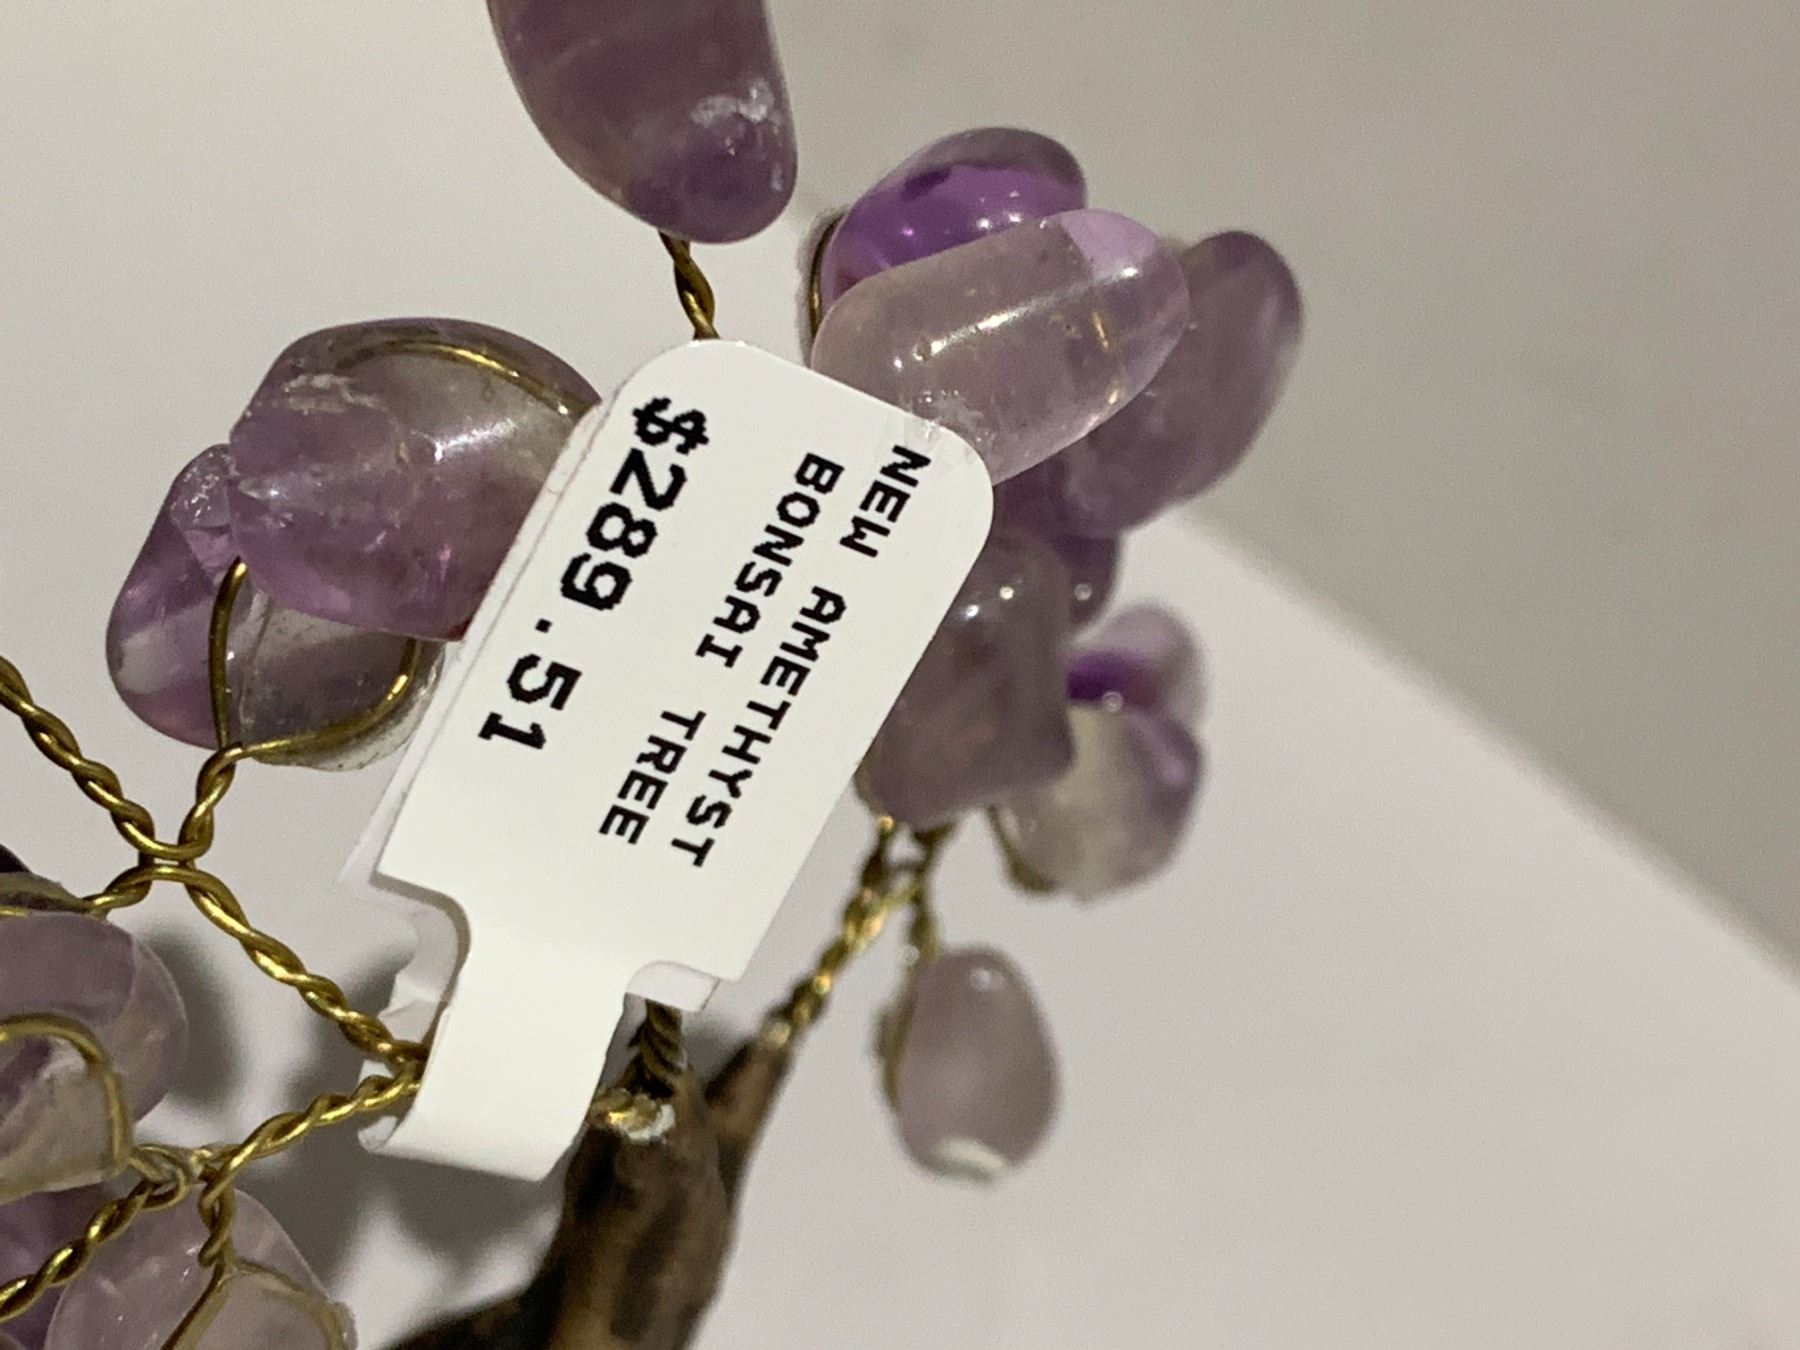 NEW AMETHYST
BONSAI TREE
$289.51